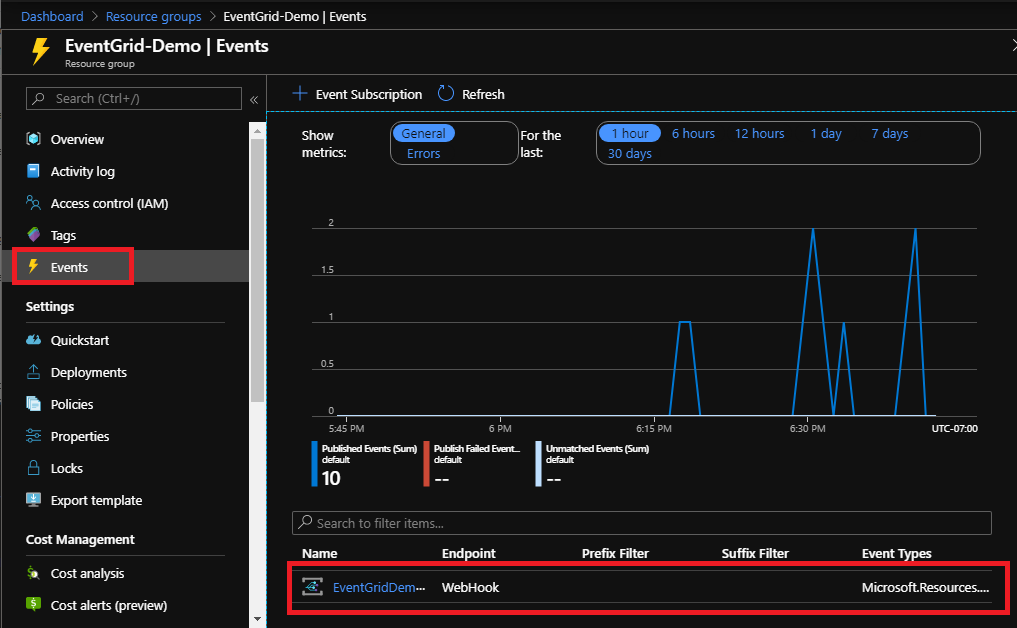 Dashboard > Resource groups > EventGrid-Demo | Events
EventGrid-Demo | Events
Resource group
Search (Ctrl+/)
«
Overview
Activity log
Access control (IAM)
Tags
Events
Settings
Quickstart
Deployments
Policies
Properties
Locks
Export template
Cost Management
Cost analysis
Cost alerts (preview)
+ Event Subscription Refresh
Show metrics:
General
Errors
For the last:
1 hour 6 hours 12 hours 1 day 7 days
30 days
2
1.5
1
0.5
0
5:45 PM 6 PM 6:15 PM 6:30 PM UTC-07:00
Published Events (Sum)
default
10
Publish Failed Event...
default
--
Unmatched Events (Sum)
default
--
Search to filter items...
Name Endpoint Prefix Filter Suffix Filter Event Types
EventGridDem... WebHook Microsoft.Resources....